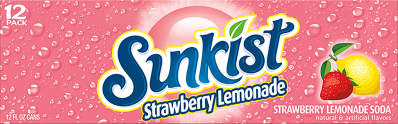 12
PACK
Sunkist
Strawberry Lemonade
STRAWBERRY LEMONADE SODA
natural & artificial flavors
12 FL OZ CANS